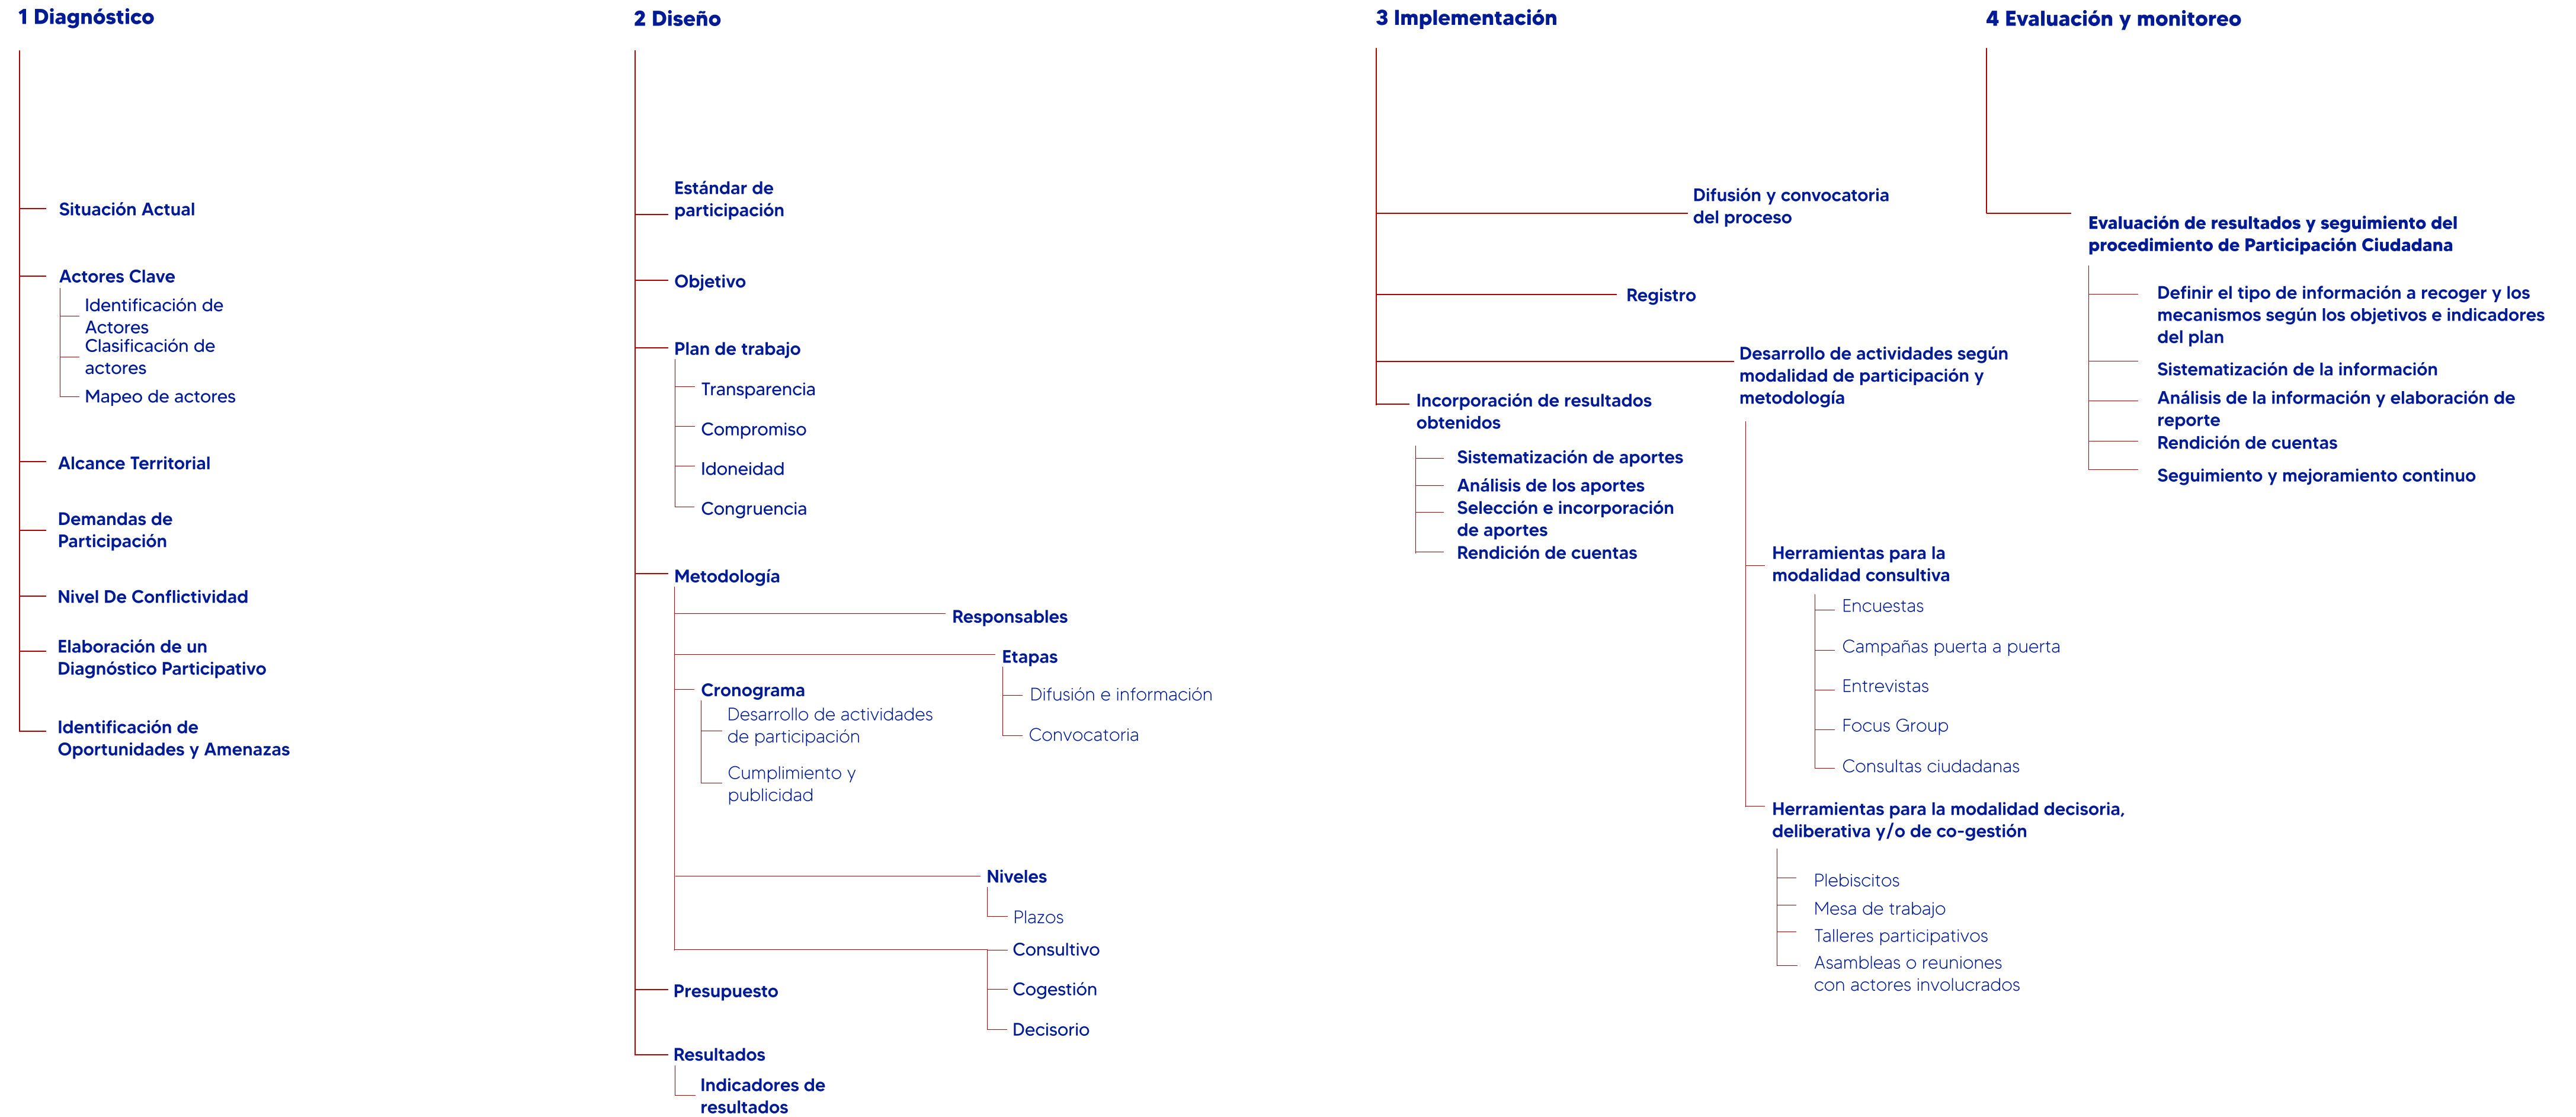 1 Diagnóstico
Situación Actual
Actores Clave
Identificación de
Actores
Clasificación de
actores
Mapeo de actores
Alcance Territorial
Demandas de
Participación
Nivel De Conflictividad
Elaboración de un
Diagnóstico Participativo
Identificación de
Oportunidades y Amenazas
2 Diseño
Estándar de
participación
Objetivo
Plan de trabajo
Transparencia
Compromiso
Idoneidad
Congruencia
Metodología
Responsables
Etapas
Difusión e información
Convocatoria
Cronograma
Desarrollo de actividades
de participación
Cumplimiento y
publicidad
Niveles
Plazos
Consultivo
Cogestión
Decisorio
Presupuesto
Resultados
Indicadores de
resultados
3 Implementación
Difusión y convocatoria
del proceso
Registro
Desarrollo de actividades según
modalidad de participación y
metodología
Incorporación de resultados
obtenidos
Sistematización de aportes
Análisis de los aportes
Selección e incorporación
de aportes
Rendición de cuentas
Herramientas para la
modalidad consultiva
Encuestas
Campañas puerta a puerta
Entrevistas
Focus Group
Consultas ciudadanas
Herramientas para la modalidad decisoria,
deliberativa y/o de co-gestión
Plebiscitos
Mesa de trabajo
Talleres participativos
Asambleas o reuniones
con actores involucrados
4 Evaluación y monitoreo
Evaluación de resultados y seguimiento del
procedimiento de Participación Ciudadana
Definir el tipo de información a recoger y los
mecanismos según los objetivos e indicadores
del plan
Sistematización de la información
Análisis de la información y elaboración de
reporte
Rendición de cuentas
Seguimiento y mejoramiento continuo